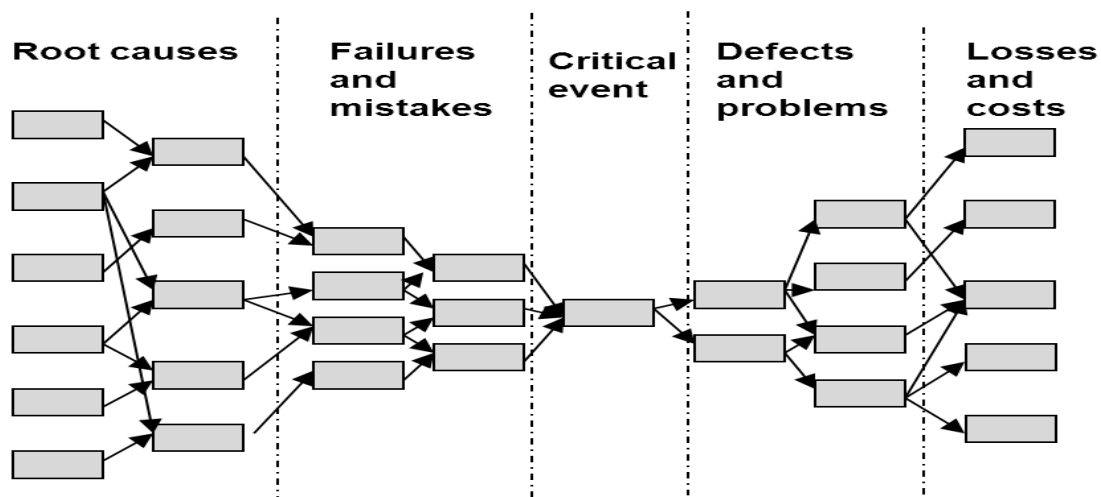 Root causes
Failures
and
mistakes
Critical
event
Defects
and
problems
Losses
and
costs